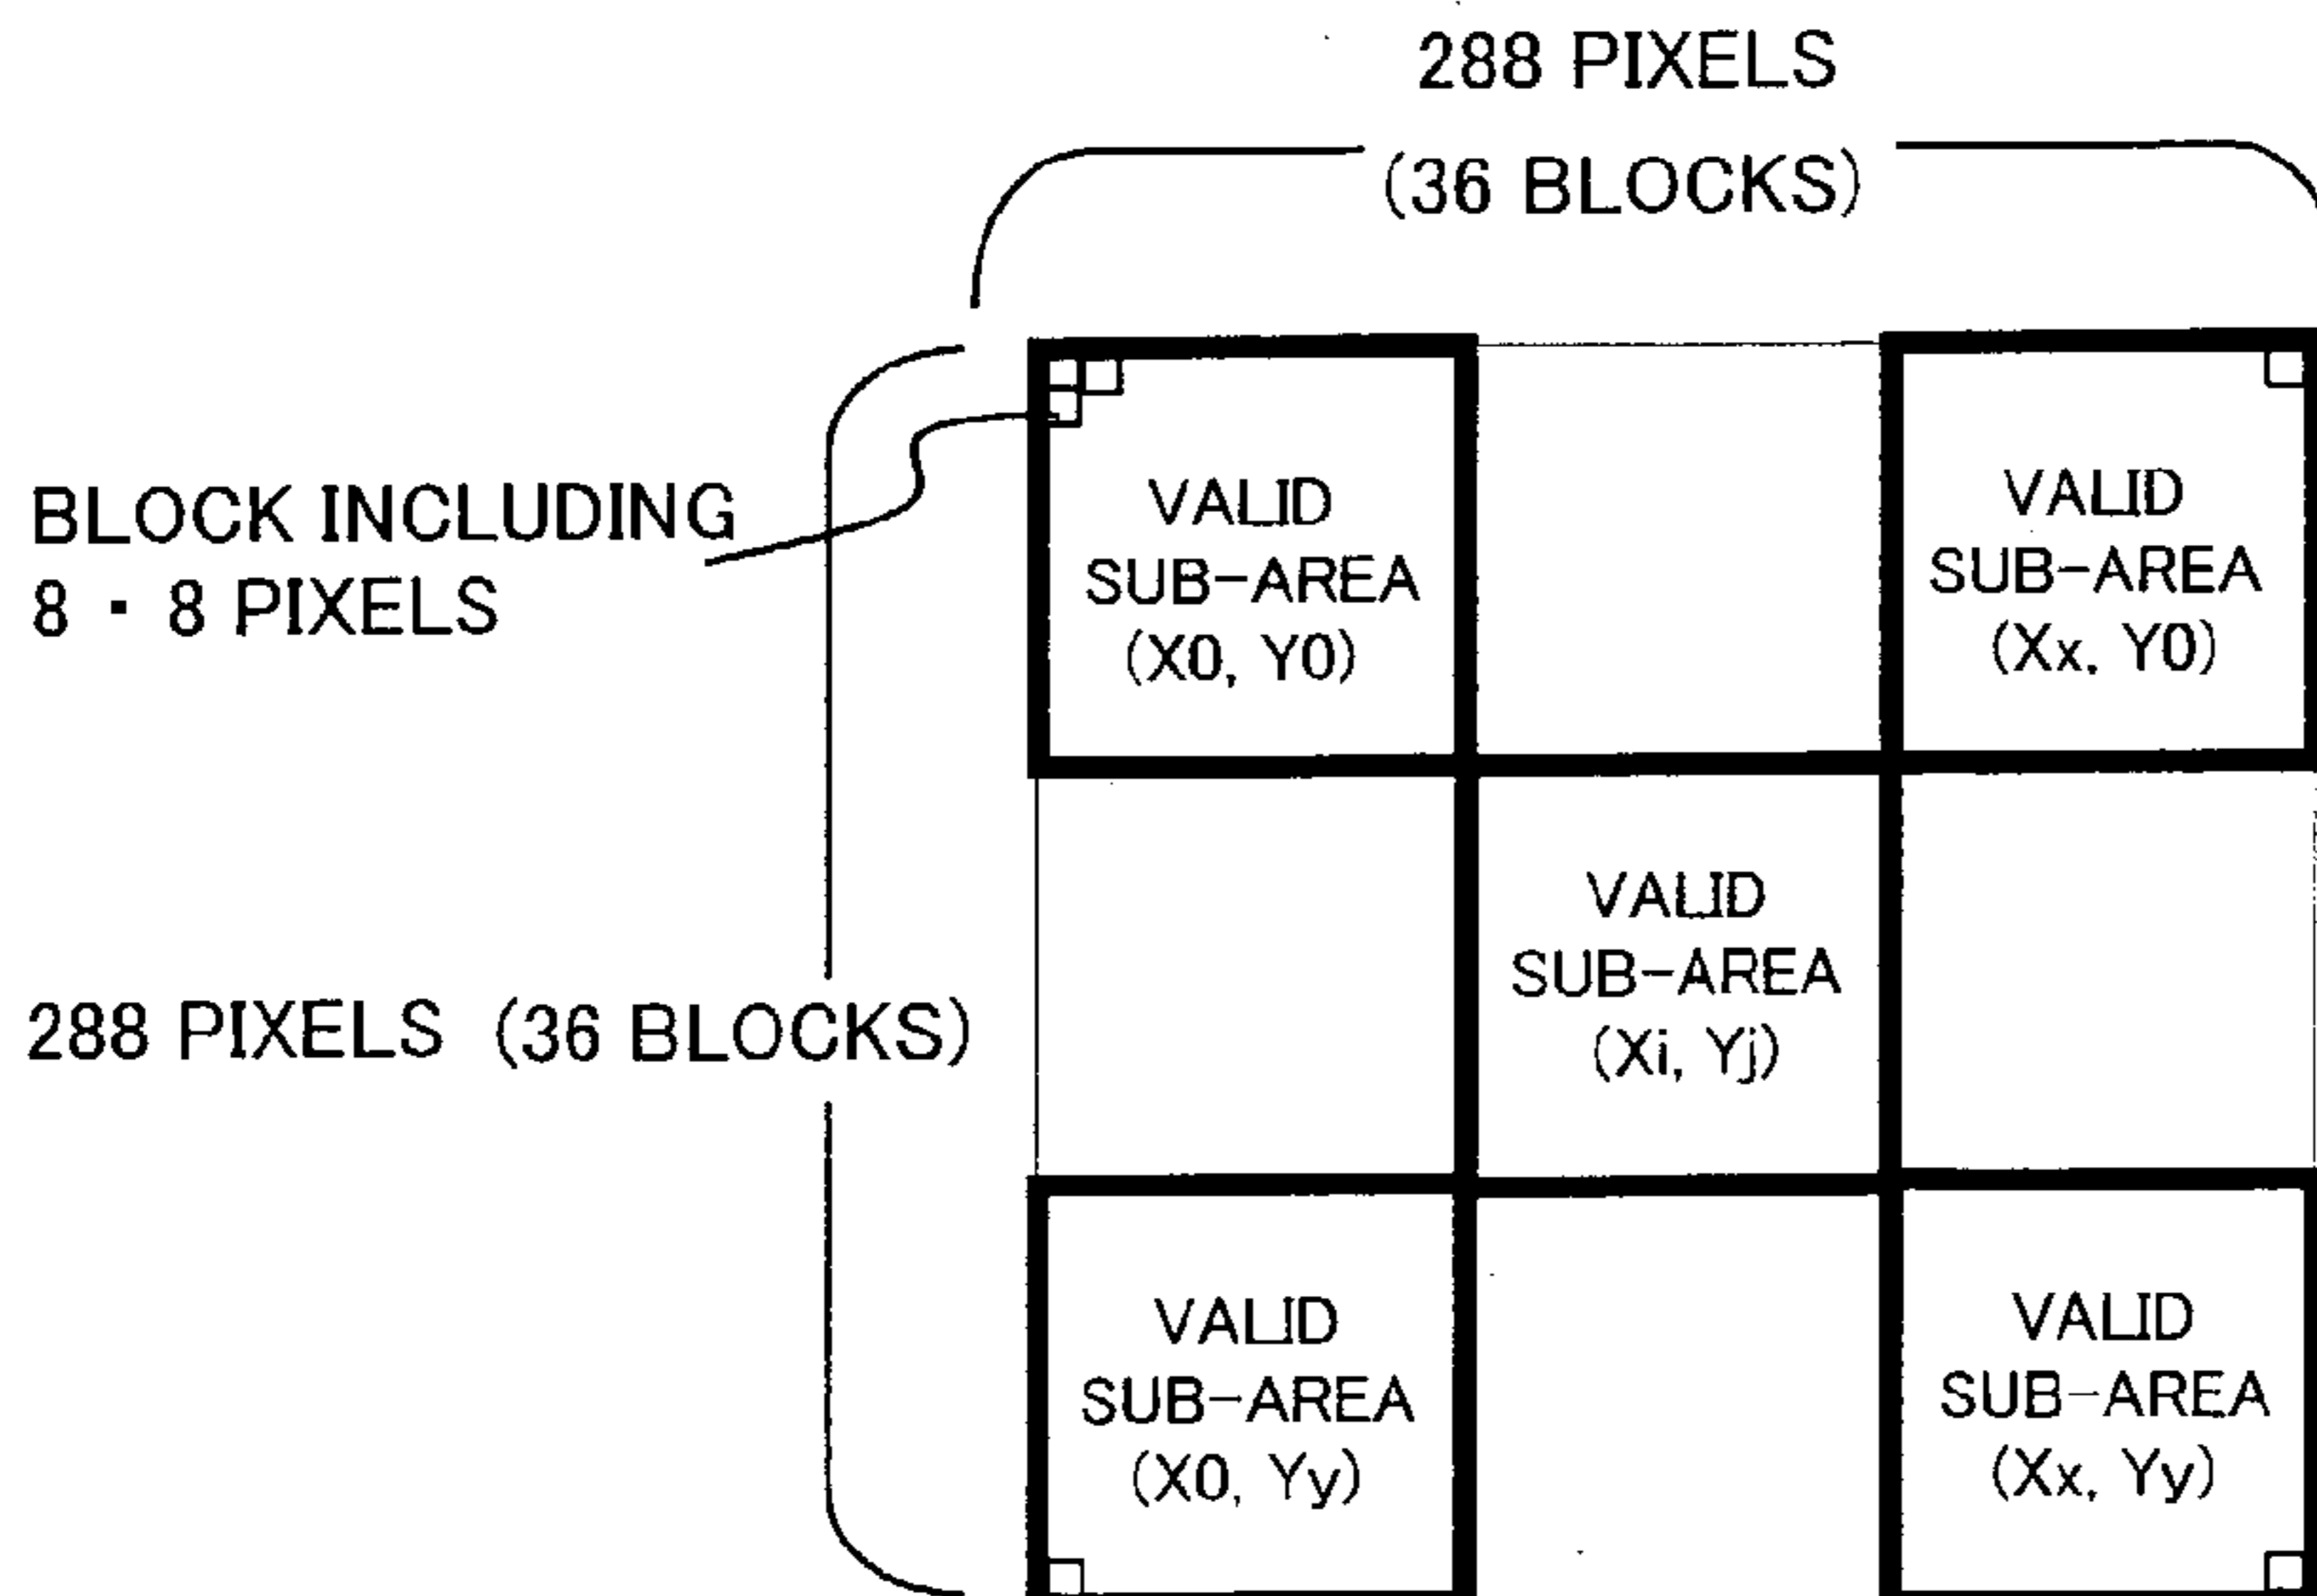 288 PIXELS
(36 BLOCKS)
BLOCK INCLUDING
8 ・ 8 PIXELS
VALID
SUB-AREA
(X0, Y0)
VALID
SUB-AREA
(Xx, Y0)
VALID
SUB-AREA
(Xi, Yj)
288 PIXELS (36 BLOCKS)
VALID
SUB-AREA
(X0, Yy)
VALID
SUB-AREA
(Xx, Yy)